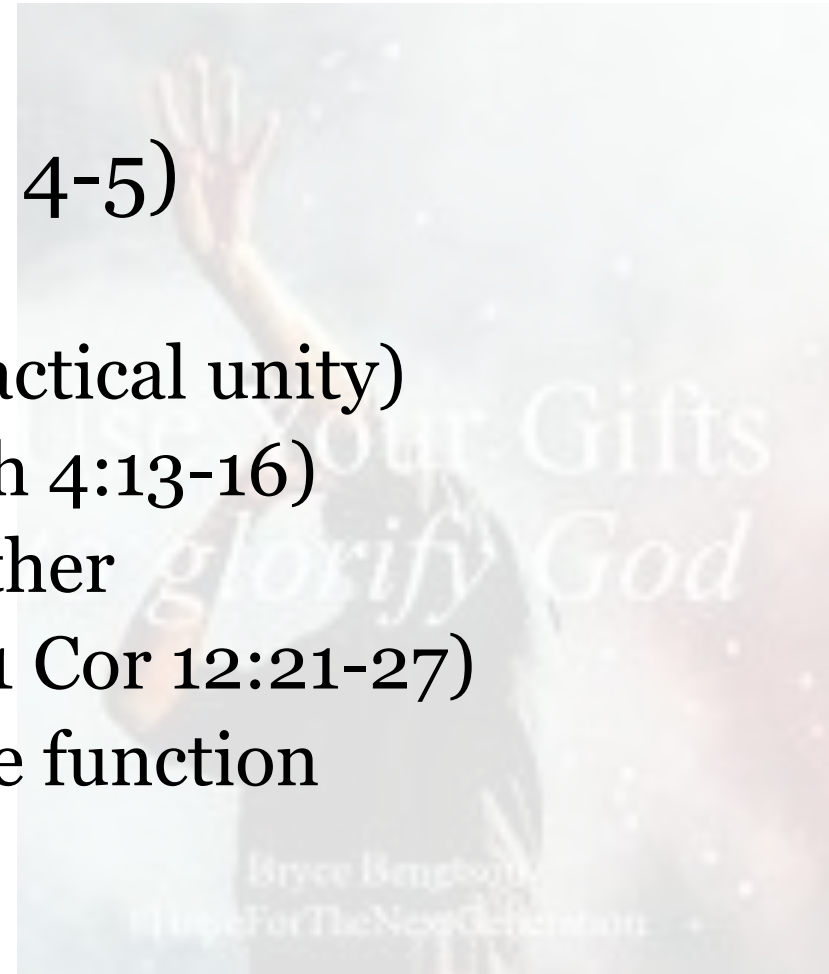 4-5)
actical unity)
Use your Gifts
h 4:13-16)
ther
glorify God
1 Cor 12:21-27)
e function
Bryce Bengtson
#HopeForTheNextGeneration